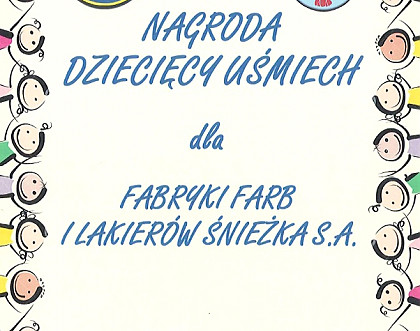 NAGRODA
DZIECIĘCY UŚMIECH
dla
FABRYKI FARB
I LAKIERÓW ŚNIEŻKA S.A.